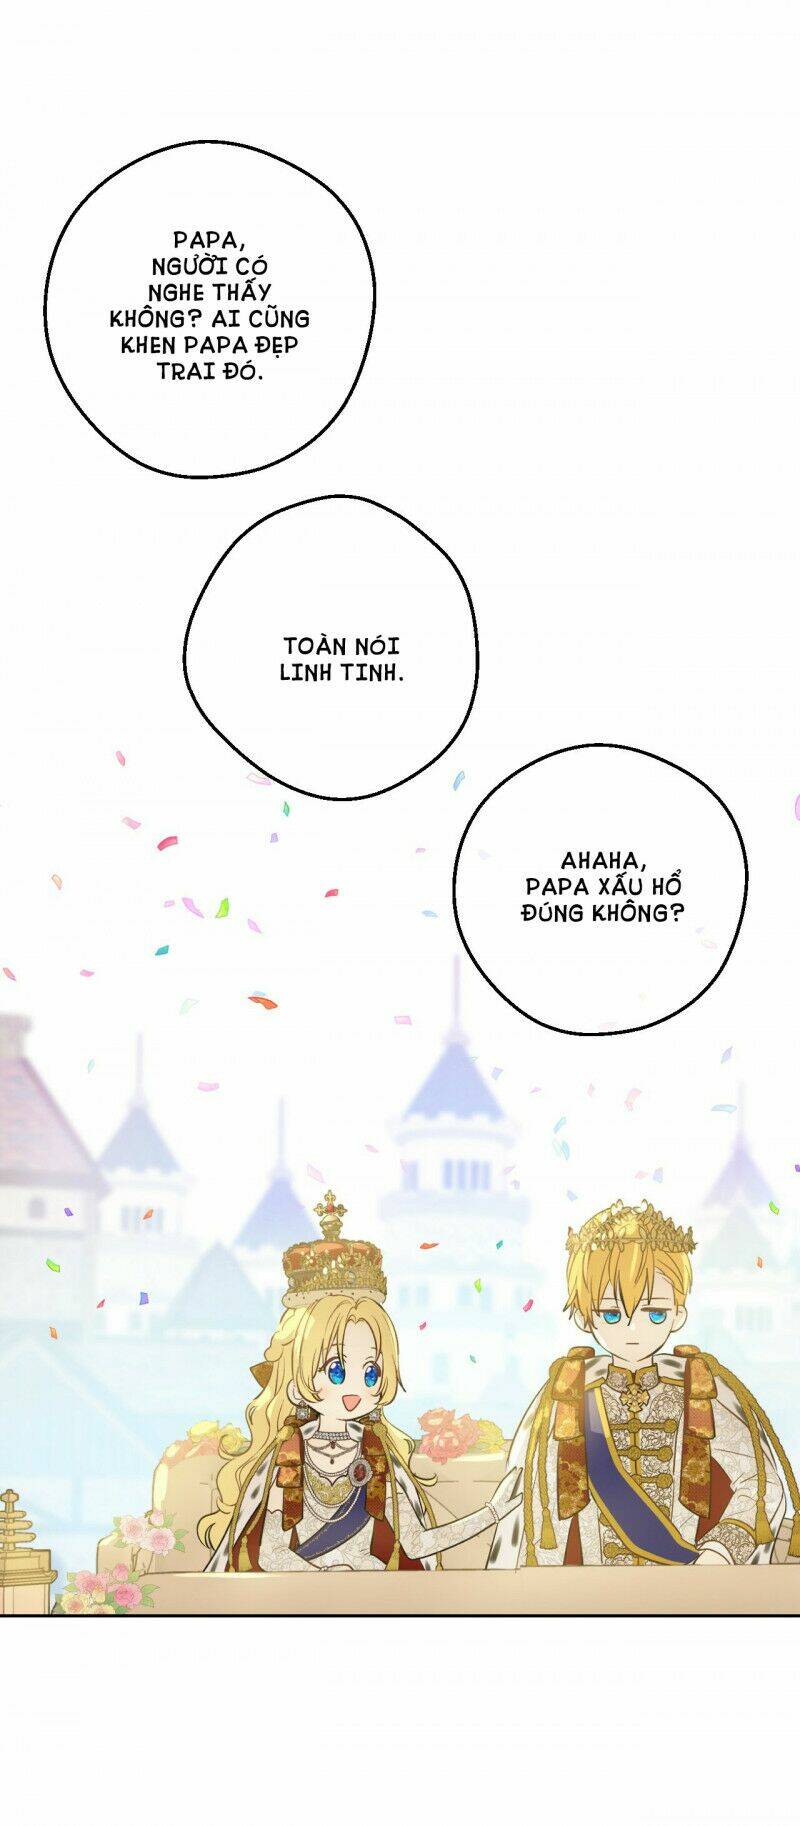 PAPA,
NGƯỜI CÓ
NGHE THẤY
KHÔNG? AI CŨNG
KHEN PAPA ĐẸP
TRAI ĐÓ.
TOÀN NÓI
LINH TINH.
AHAHA,
PAPA XẤU HỔ
ĐÚNG KHÔNG?